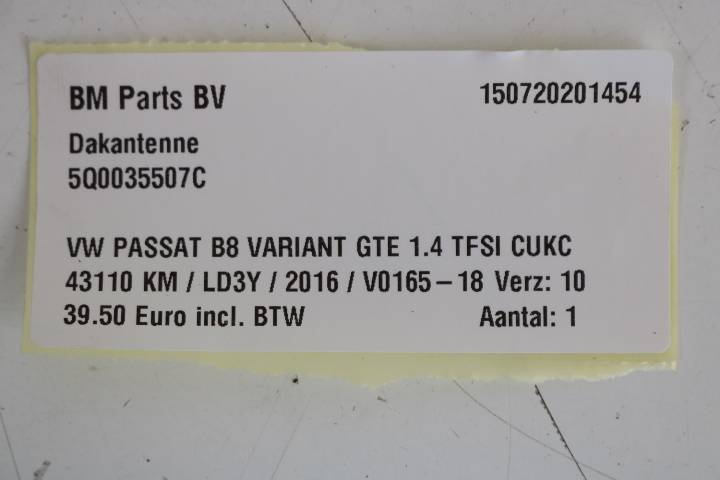 BM Parts BV 150720201454
Dakantenne
5Q0035507C
VW PASSAT B8 VARIANT GTE 1.4 TFSI CUKC
43110 KM / LD3Y / 2016 / V0165-18 Verz: 10
39.50 Euro incl. BTW Aantal: 1